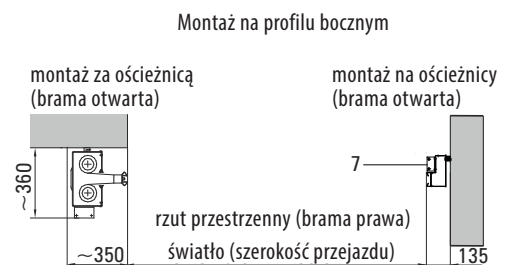 Montaż na profilu bocznym
montaż za ościeżnicą
(brama otwarta)
montaż na ościeżnicy
(brama otwarta)
~360
7
rzut przestrzenny (brama prawa)
~350
światło (szerokość przejazdu)
135